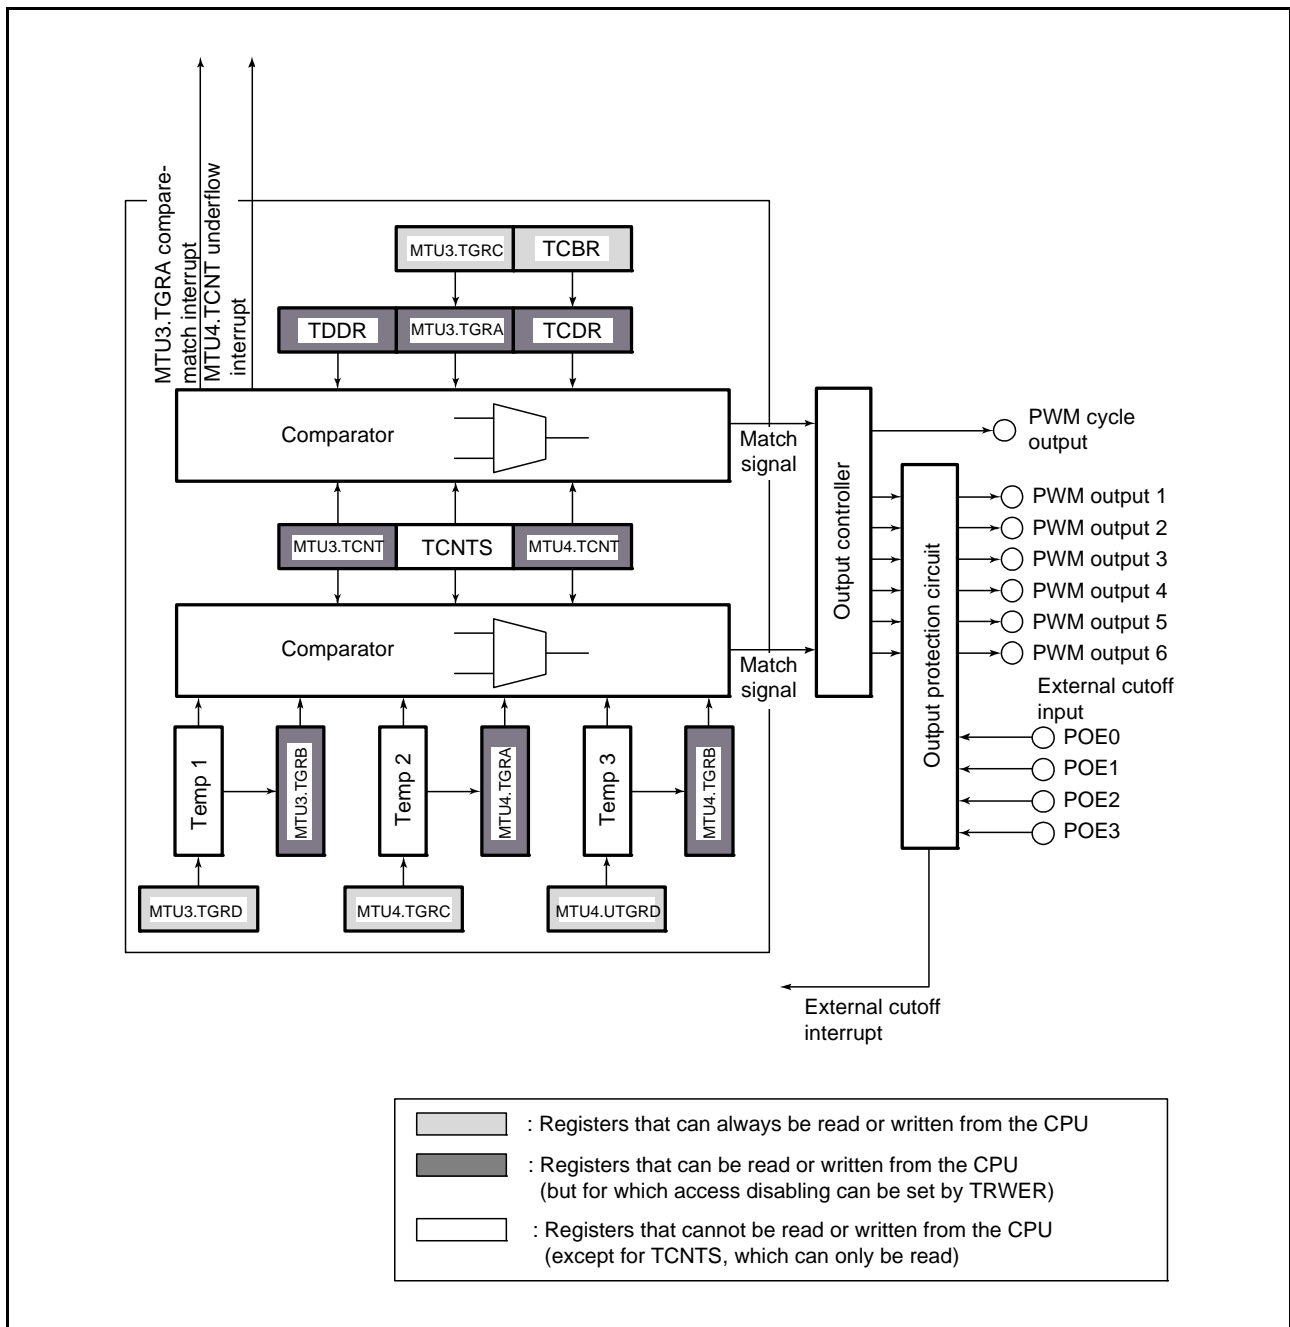 MTU3.TGRA compare-
match interrupt
MTU4.TCNT underflow
interrupt
MTU3.TGRC
TCBR
TDDR
MTU3.TGRA
TCDR
Comparator
Match
signal
Output controller
PWM cycle
output
Output protection circuit
PWM output 1
PWM output 2
PWM output 3
PWM output 4
PWM output 5
PWM output 6
MTU3.TCNT
TCNTS
MTU4.TCNT
Comparator
Match
signal
External cutoff
input
POE0
POE1
POE2
POE3
Temp 1
MTU3.TGRB
Temp 2
MTU4.TGRA
Temp 3
MTU4.TGRB
MTU3.TGRD
MTU4.TGRC
MTU4.UTGRD
External cutoff
interrupt
: Registers that can always be read or written from the CPU
: Registers that can be read or written from the CPU
(but for which access disabling can be set by TRWER)
: Registers that cannot be read or written from the CPU
(except for TCNTS, which can only be read)